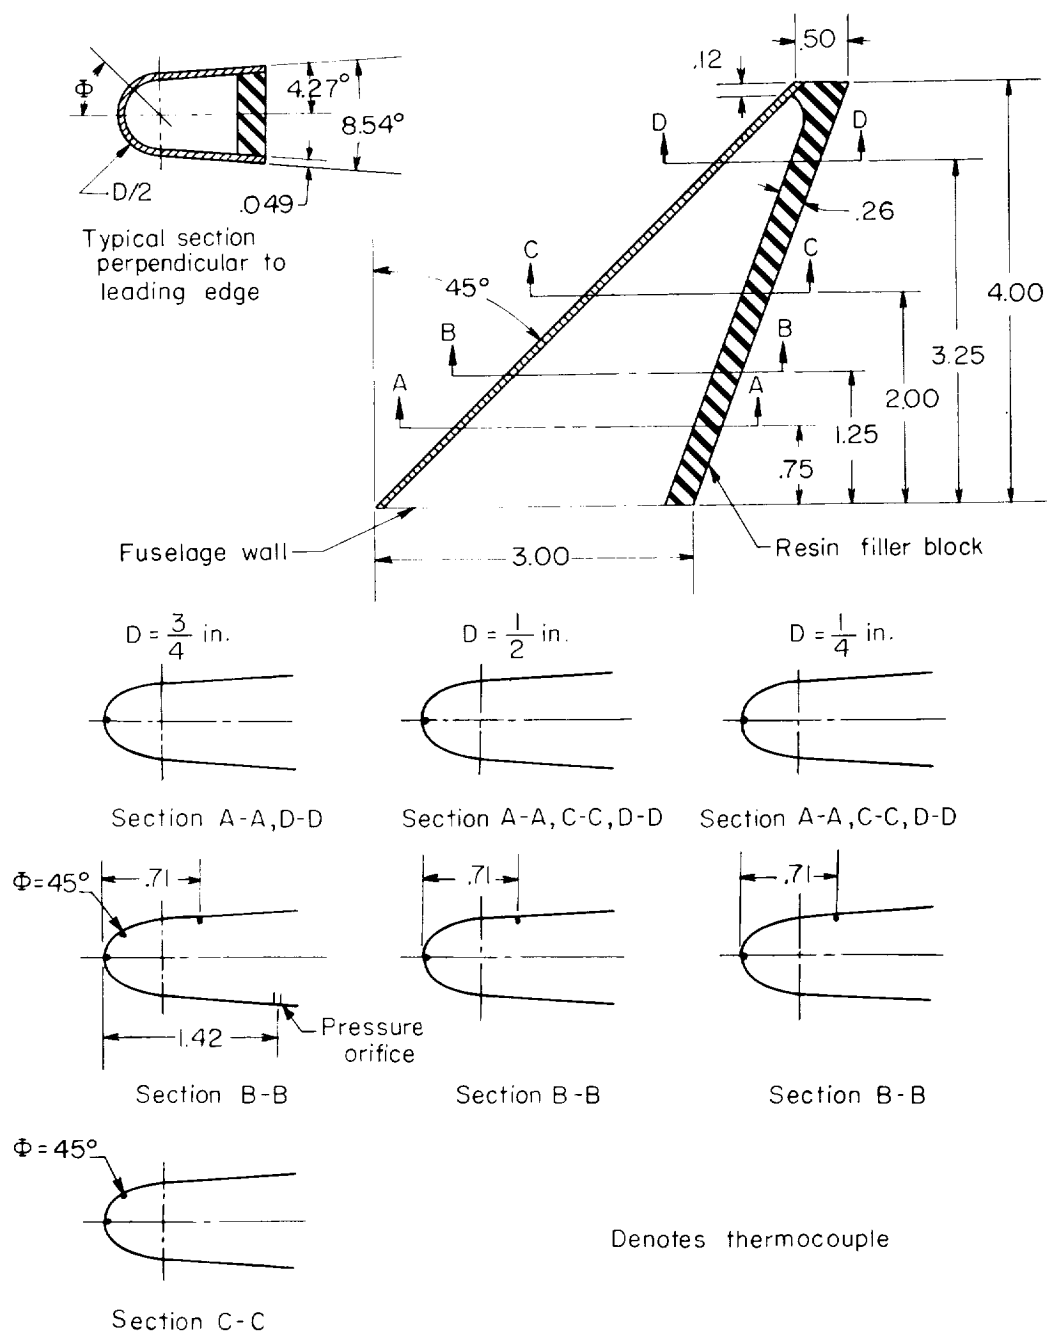 .50
.12
Φ
4.27°
8.54°
D
D
D/2
.049
.26
Typical section
perpendicular to
leading edge
C
C
45°
4.00
B
B
3.25
A
A
2.00
1.25
.75
Fuselage wall
Resin filler block
3.00
D = 3/4 in.
D = 1/2 in.
D = 1/4 in.
Section A-A, D-D
Section A-A, C-C, D-D
Section A-A, C-C, D-D
Φ=45°
.71
.71
.71
1.42
Pressure
orifice
Section B-B
Section B-B
Section B-B
Φ=45°
Denotes thermocouple
Section C-C